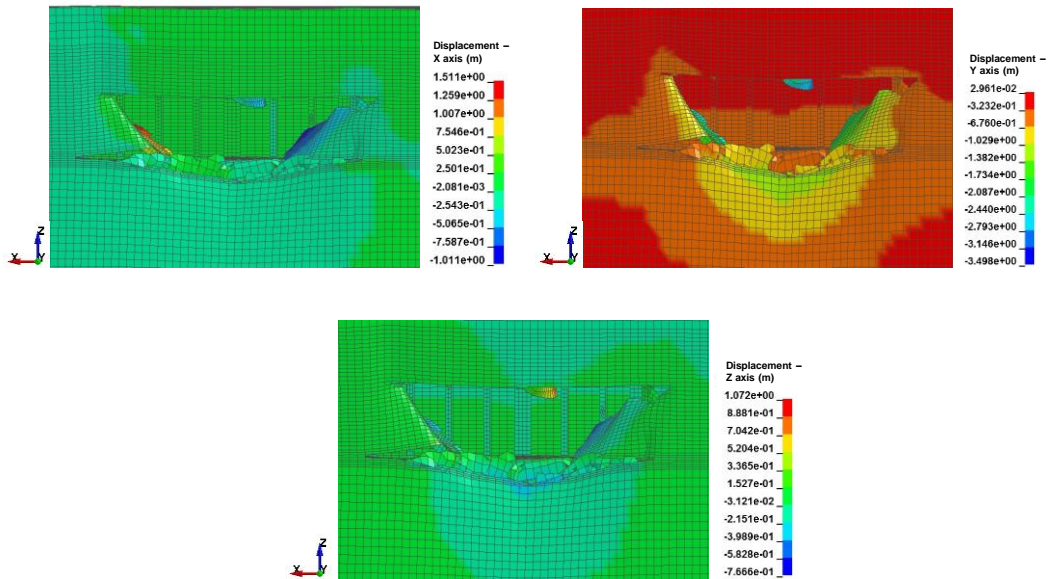 Displacement –
X axis (m)
1.511e+00
1.259e+00
1.007e+00
7.546e-01
5.023e-01
2.501e-01
-2.081e-03
-2.543e-01
-5.065e-01
-7.587e-01
-1.011e+00
Z
X
Y
Displacement –
Y axis (m)
2.961e-02
-3.232e-01
-6.760e-01
-1.029e+00
-1.382e+00
-1.734e+00
-2.087e+00
-2.440e+00
-2.793e+00
-3.146e+00
-3.498e+00
Z
X
Y
Displacement –
Z axis (m)
1.072e+00
8.881e-01
7.042e-01
5.204e-01
3.365e-01
1.527e-01
-3.121e-02
-2.151e-01
-3.989e-01
-5.828e-01
-7.666e-01
Z
X
Y